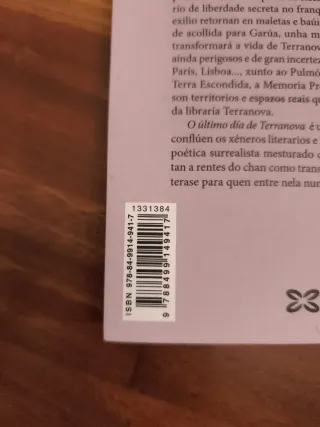 río de liberdade secreta no franq
exilio retornan en maletas e baúi
de acollida para Garúa, unha m
transformará a vida de Terranov
ainda perigosos e de gran incertez
París, Lisboa..., xunto ao Pulmó
Terra Escondida, a Memoria Pr
son territorios e espazos reais qu
da libraría Terranova.
O último día de Terranova é u
conflúen os xéneros literarios e
poética surrealista mesturado c
tan a rentes do chan como trans
terase para quen entre nela nun
1331384
ISBN 978-84-9914-941-7
9 788499 149417